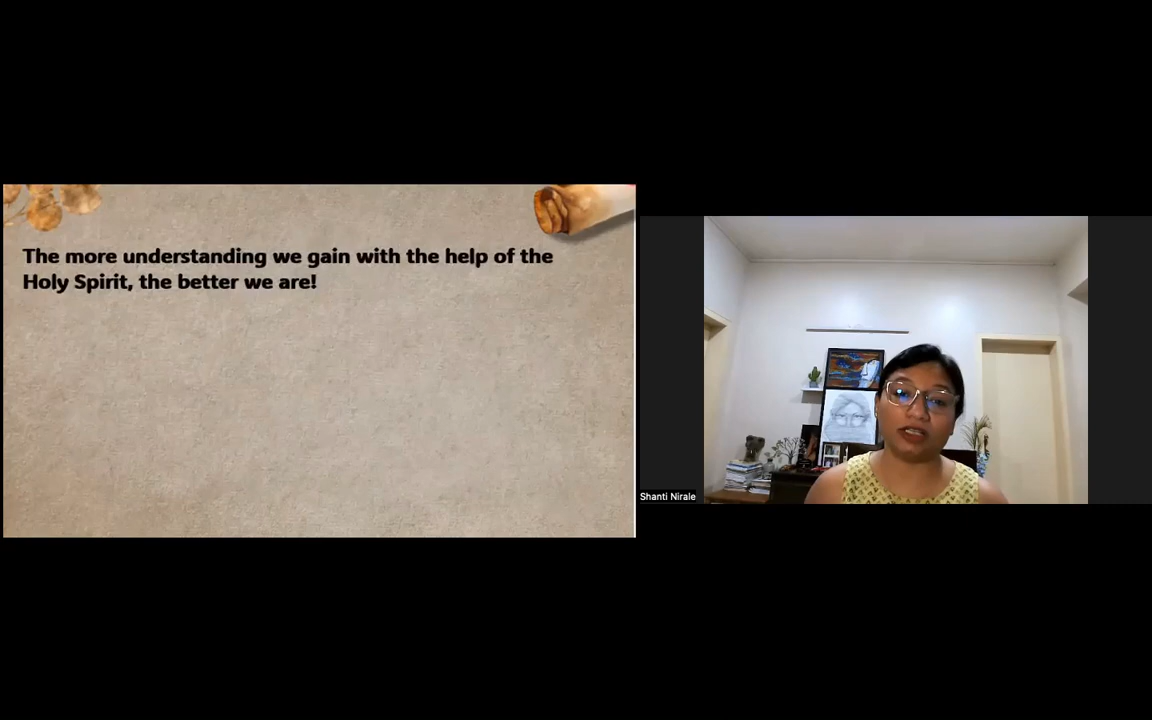 The more understanding we gain with the help of the
Holy Spirit, the better we are!
Shanti Nirale